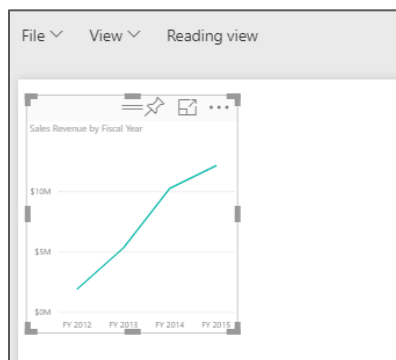 File View Reading view
Sales Revenue by Fiscal Year
$10M
$5M
$0M
FY 2012 FY 2013 FY 2014 FY 2015